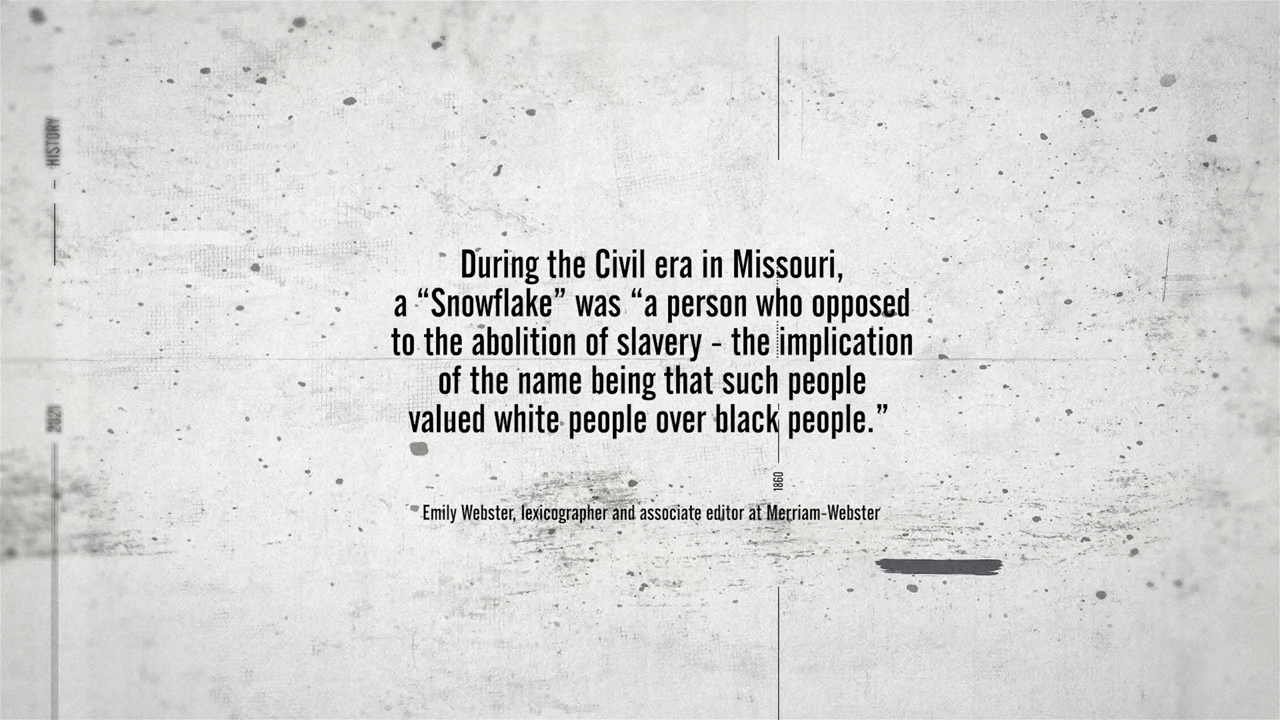 HISTORY
2021
During the Civil era in Missouri,
a “Snowflake” was “a person who opposed
to the abolition of slavery - the implication
of the name being that such people
valued white people over black people.”
1860
Emily Webster, lexicographer and associate editor at Merriam-Webster